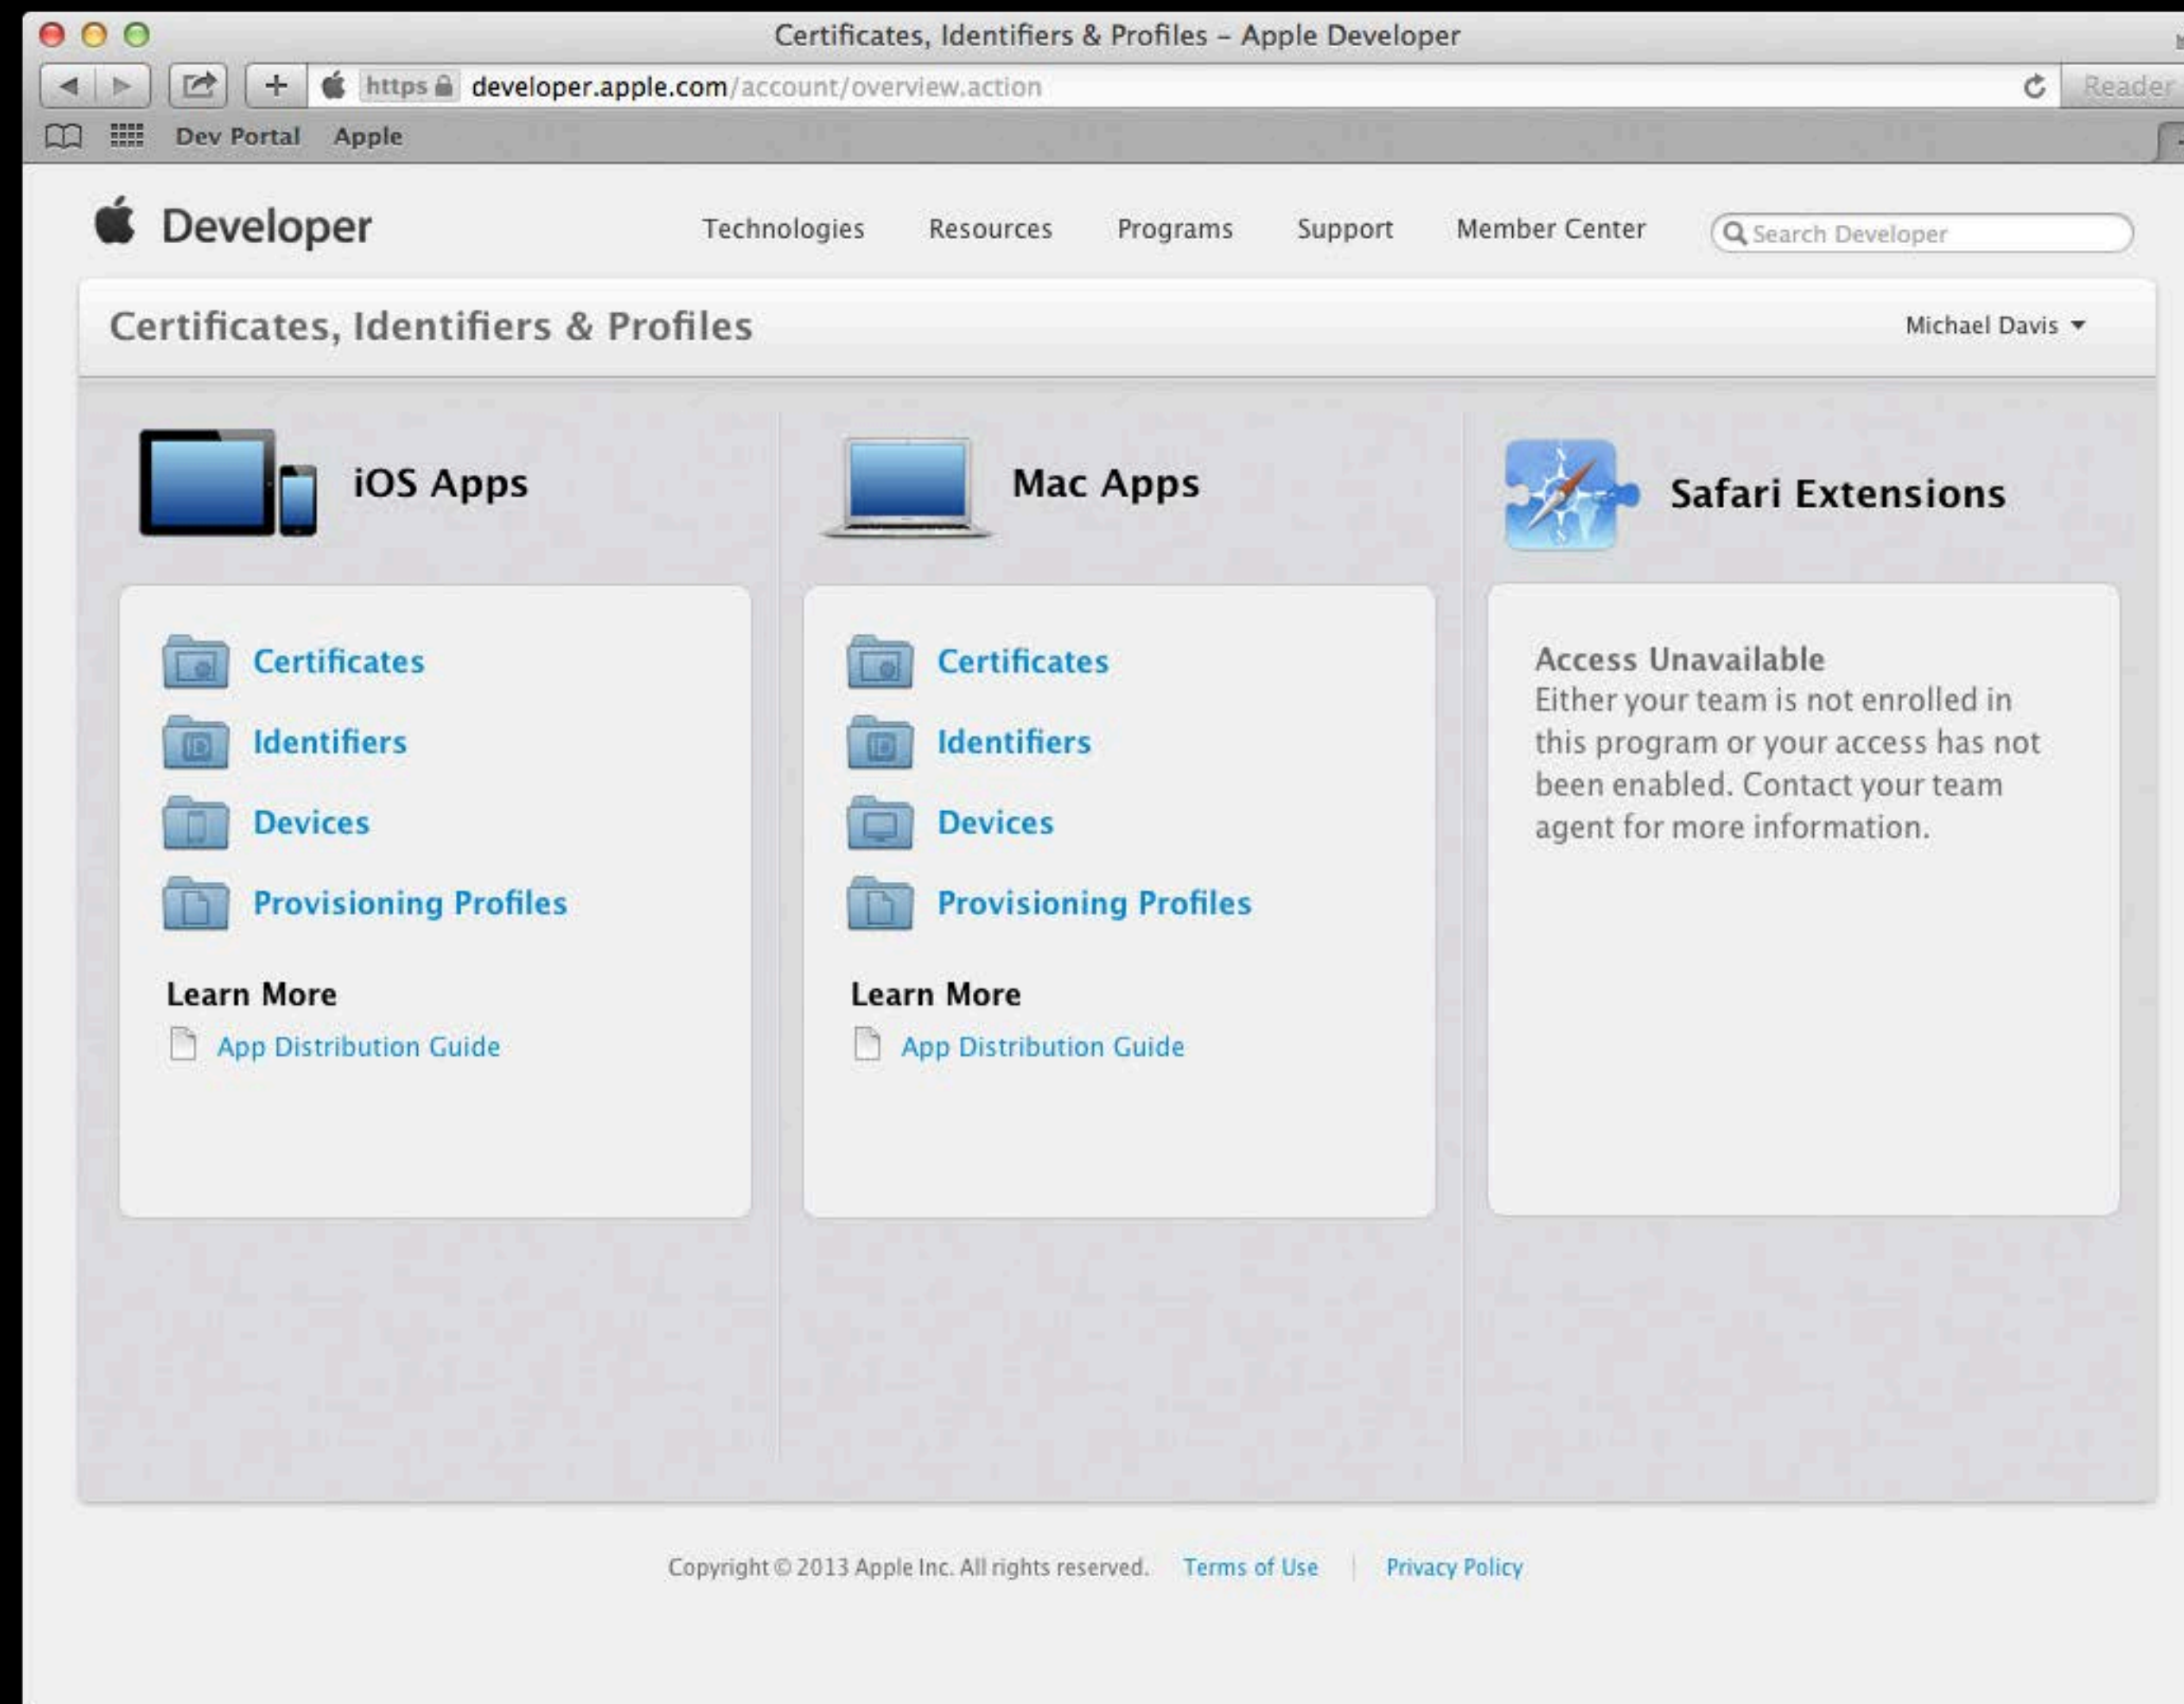 Certificates, Identifiers & Profiles – Apple Developer
https developer.apple.com/account/overview.action
Reader
Dev Portal Apple
Developer
Technologies Resources Programs Support Member Center
Search Developer
Certificates, Identifiers & Profiles
Michael Davis
iOS Apps
Certificates
Identifiers
Devices
Provisioning Profiles
Learn More
App Distribution Guide
Mac Apps
Certificates
Identifiers
Devices
Provisioning Profiles
Learn More
App Distribution Guide
Safari Extensions
Access Unavailable
Either your team is not enrolled in
this program or your access has not
been enabled. Contact your team
agent for more information.
Copyright © 2013 Apple Inc. All rights reserved. Terms of Use | Privacy Policy